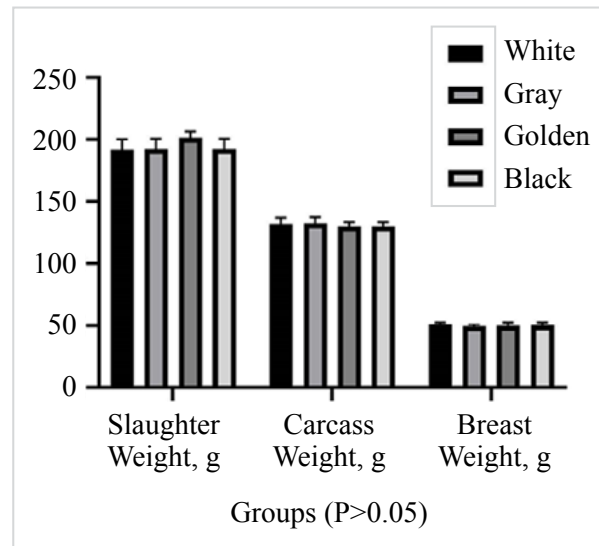 White
Gray
Golden
Black
250
200
150
100
50
0
Slaughter
Weight, g
Carcass
Weight, g
Breast
Weight, g
Groups (P>0.05)